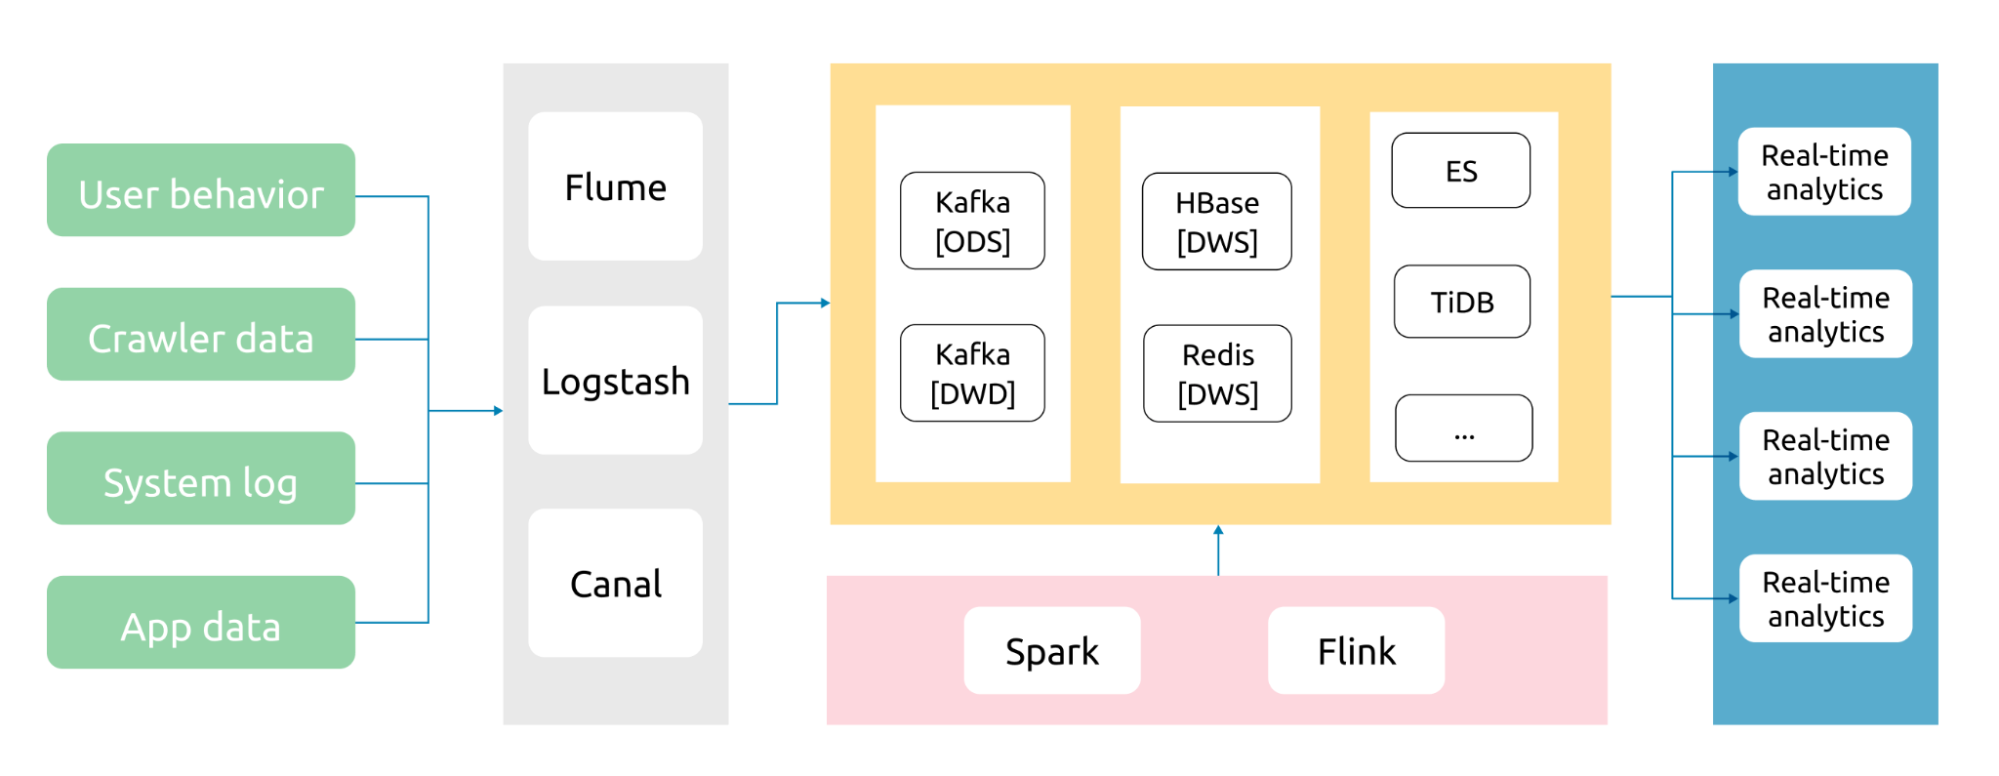 User behavior
Crawler data
System log
App data
Flume
Logstash
Canal
Kafka
[ODS]
Kafka
[DWD]
HBase
[DWS]
Redis
[DWS]
ES
TiDB
...
Spark
Flink
Real-time
analytics
Real-time
analytics
Real-time
analytics
Real-time
analytics